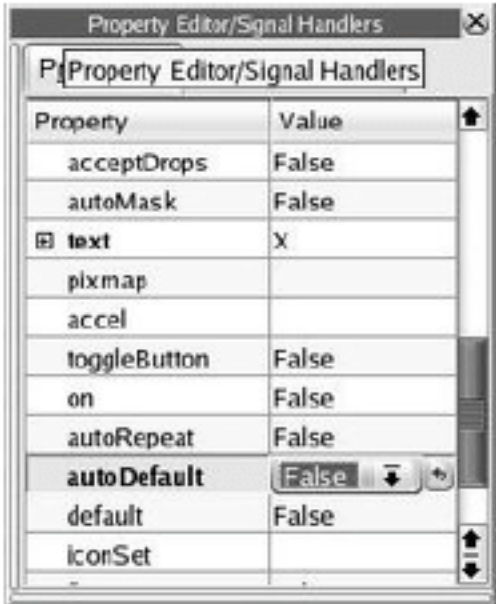 Property Editor/Signal Handlers
Property Editor/Signal Handlers
Property Value
acceptDrops False
autoMask False
text X
pixmap
accel
toggleButton False
on False
autoRepeat False
autoDefault False
default False
iconSet